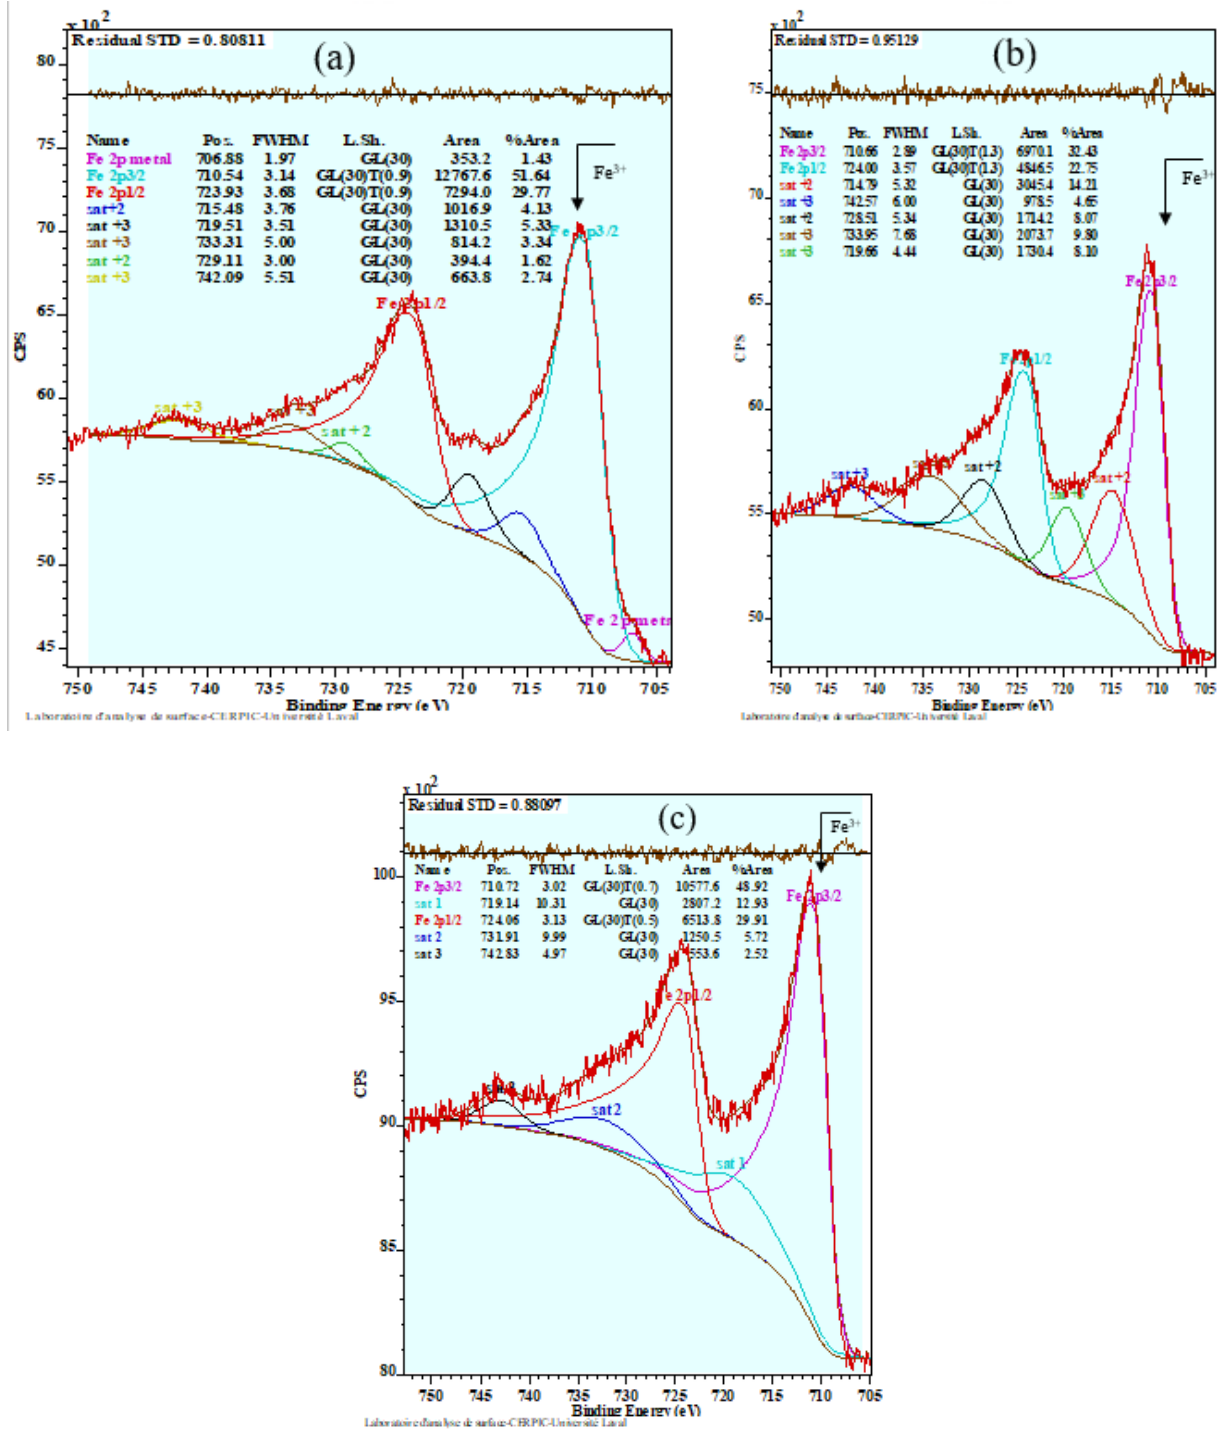 x 10 2
Residual STD = 0.80811
(a)
80
75
70
65
60
55
50
45
CPS
Name Pos. FWHM L.Sh. Area %Area
Fe 2p metal 706.88 1.97 GL(30) 353.2 1.43
Fe 2p3/2 710.54 3.14 GL(30)T(0.9) 12767.6 51.64
Fe 2p1/2 723.93 3.68 GL(30)T(0.9) 7294.0 29.77
sat+2 715.48 3.76 GL(30) 1016.9 4.13
sat +3 719.51 3.51 GL(30) 1310.5 5.33
sat +3 733.31 5.00 GL(30) 814.2 3.34
sat +2 729.11 3.00 GL(30) 394.4 1.62
sat +3 742.09 5.51 GL(30) 663.8 2.74
Fe3+
Fe 2p3/2
Fe 2p1/2
sat +3
sat +3
sat +2
Fe 2p meta
750 745 740 735 730 725 720 715 710 705
Binding Energy (eV)
Laboratoire d'analyse de surface-CERPIC-Université Laval
x 10 2
Residual STD = 0.95129
(b)
75
70
65
60
55
50
CPS
Name Pos. FWHM L.Sh. Area %Area
Fe 2p3/2 710.66 2.89 GL(30)T(1.3) 6970.1 32.43
Fe 2p1/2 724.00 3.57 GL(30)T(1.3) 4846.5 22.75
sat +2 714.79 5.32 GL(30) 3045.4 14.21
sat +3 742.57 6.00 GL(30) 978.5 4.65
sat +2 728.51 5.34 GL(30) 1714.2 8.07
sat +3 733.95 7.68 GL(30) 2073.7 9.80
sat +3 719.66 4.44 GL(30) 1730.4 8.10
Fe3+
Fe 2p3/2
Fe 2p1/2
sat+3
sat+3
sat+2
sat+3
sat+2
750 745 740 735 730 725 720 715 710 705
Binding Energy (eV)
Laboratoire d'analyse de surface-CERPIC-Université Laval
x 10 2
Residual STD = 0.88097
(c)
100
95
90
85
80
CPS
Name Pos. FWHM L.Sh. Area %Area
Fe 2p3/2 710.72 3.02 GL(30)T(0.7) 10577.6 48.92
sat 1 719.14 10.31 GL(30) 2807.2 12.93
Fe 2p1/2 724.06 3.13 GL(30)T(0.5) 6513.8 29.91
sat 2 731.91 9.99 GL(30) 1250.5 5.72
sat 3 742.83 4.97 GL(30) 553.6 2.52
Fe3+
Fe 2p3/2
e 2p1/2
sat 3
sat 2
sat 1
750 745 740 735 730 725 720 715 710 705
Binding Energy (eV)
Laboratoire d'analyse de surface-CERPIC-Université Laval